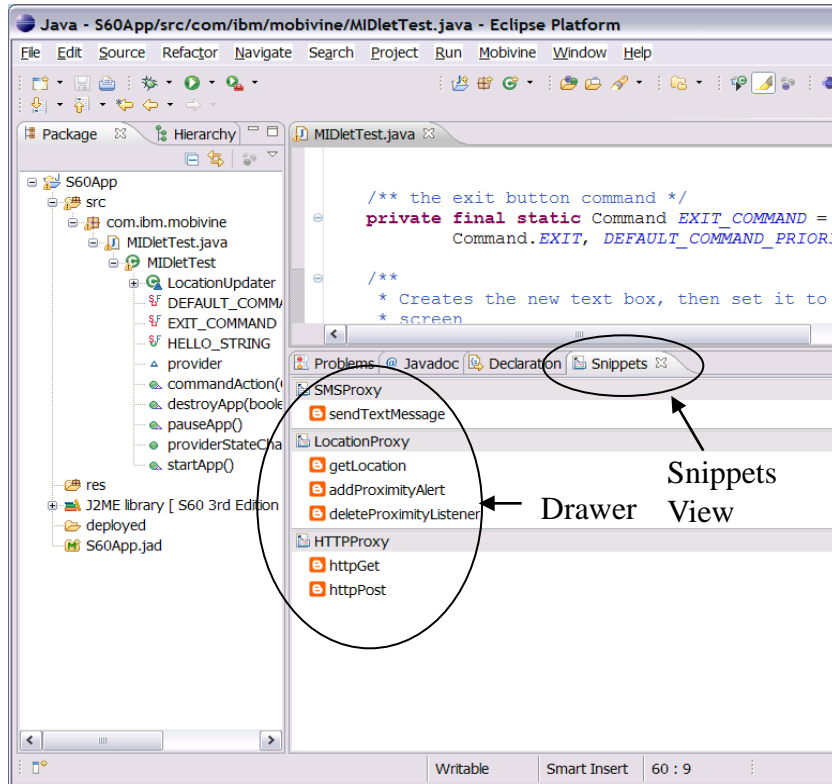 Java - S60App/src/com/ibm/mobivine/MIDletTest.java - Eclipse Platform
File Edit Source Refactor Navigate Search Project Run Mobivine Window Help
Package Hierarchy
S60App
src
com.ibm.mobivine
MIDletTest.java
MIDletTest
LocationUpdater
DEFAULT_COMMA
EXIT_COMMAND
HELLO_STRING
provider
commandAction(
destroyApp(boole
pauseApp()
providerStateCha
startApp()
res
J2ME library [ S60 3rd Edition
deployed
S60App.jad
MIDletTest.java
/** the exit button command */
private final static Command EXIT_COMMAND =
Command.EXIT, DEFAULT_COMMAND_PRIORI
/**
* Creates the new text box, then set it to
* screen
Problems @ Javadoc Declaration Snippets
SMSProxy
sendTextMessage
LocationProxy
getLocation
addProximityAlert
deleteProximityListener
HTTPProxy
httpGet
httpPost
Drawer
Snippets
View
Writable Smart Insert 60 : 9